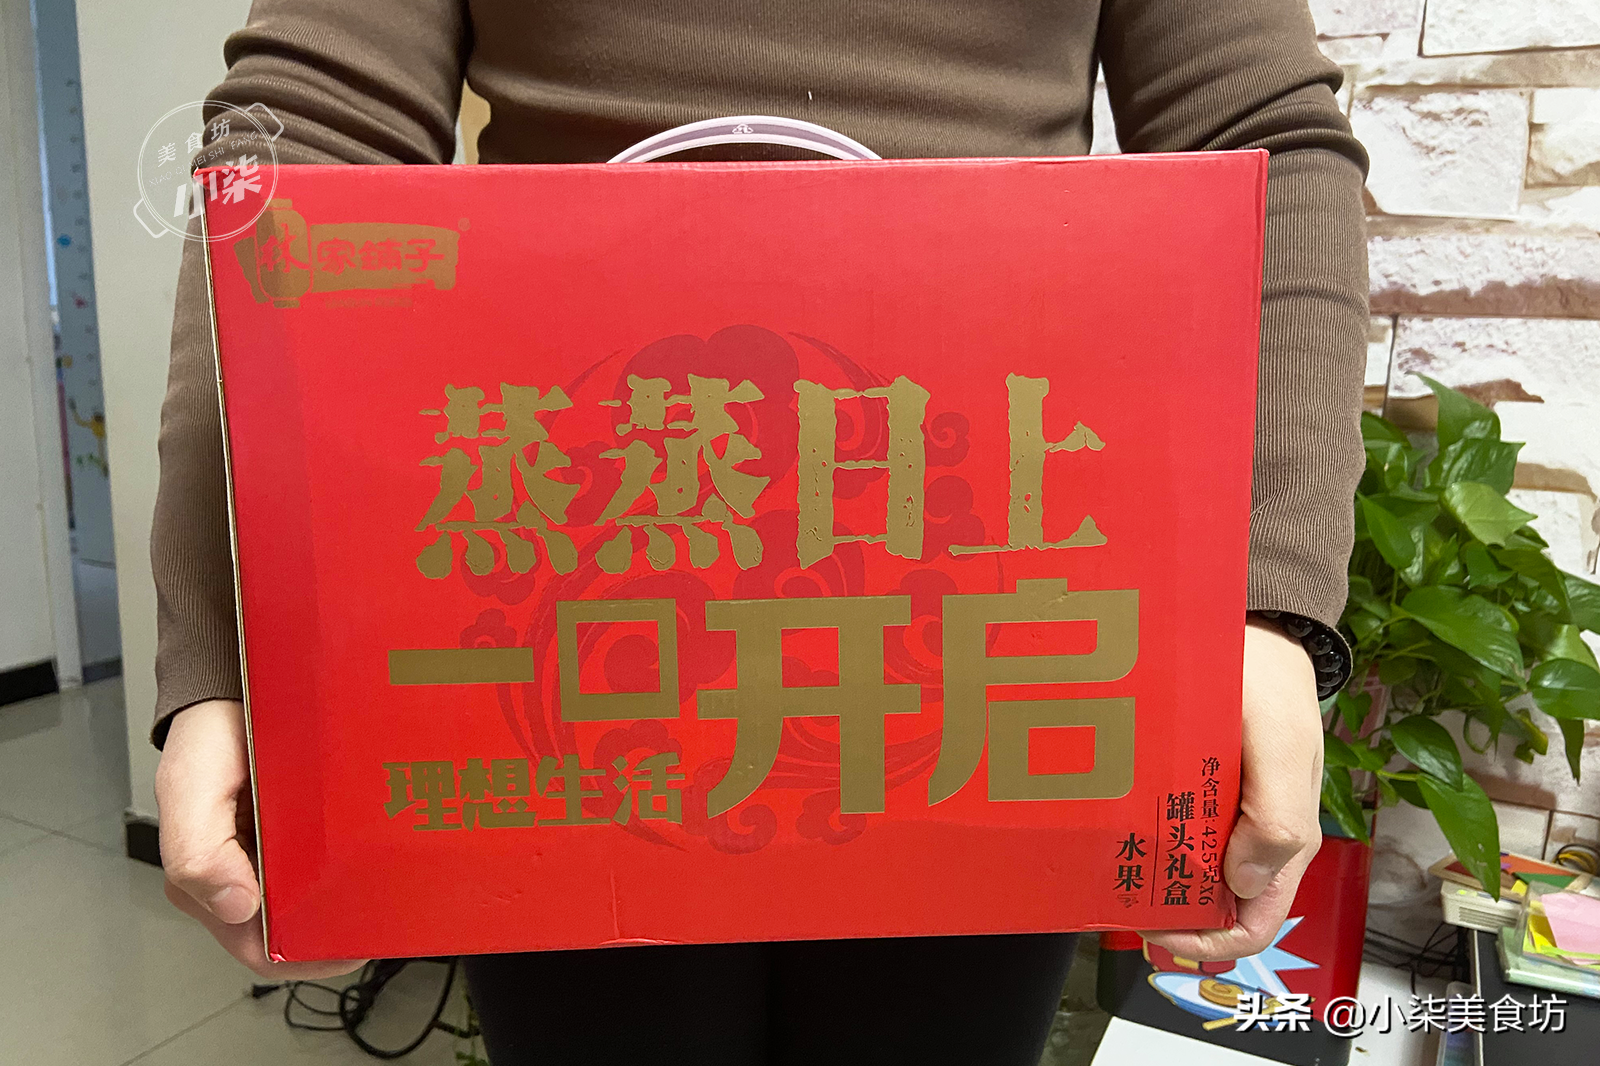 美食坊
小柒
林家铺子
蒸蒸日上
一口开启
理想生活
净含量:425克X6
罐头礼盒
水果
头条 @小柒美食坊